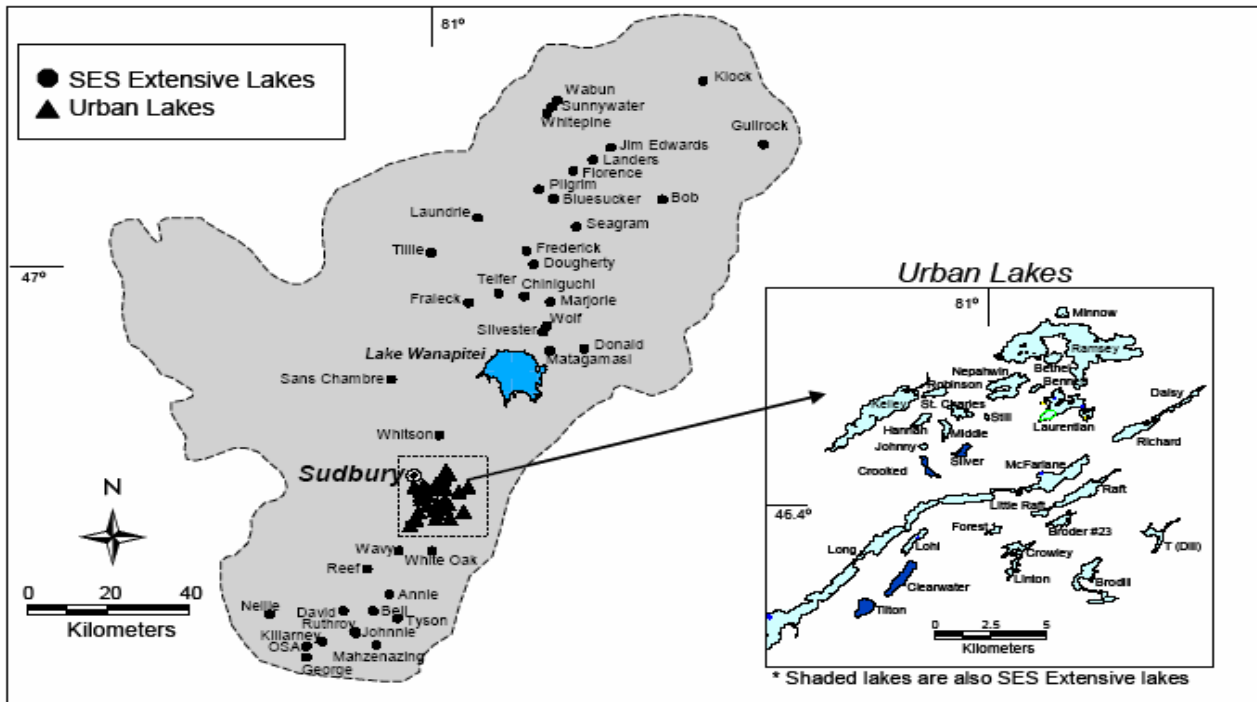 81°
SES Extensive Lakes
Urban Lakes
Klock
Wabun
Sunnywater
Whitepine
Gullrock
Jim Edwards
Landers
Florence
Pilgrim
Bluesucker
Bob
Laundrie
Seagram
Tillie
Frederick
Dougherty
47°
Telfer
Chiniguchi
Fraleck
Marjorie
Wolf
Silvester
Lake Wanapitei
Donald
Matagamasi
Sans Chambre
Whitson
Sudbury
N
Wavy
White Oak
Reef
0 20 40
Kilometers
Annie
Nellie
David
Bell
Ruthroy
Tyson
Killarney
Johnnie
OSA
Mahzenazing
George
Urban Lakes
81°
Minnow
Ramsey
Bethel
Nepahwin
Bennett
Robinson
Daisy
Kelley
St. Charles
Still
Hannah
Laurentian
Middle
Richard
Johnny
Silver
Crooked
McFarlane
Raft
Little Raft
46.4°
Forest
Broder #23
Long
Lohi
Crowley
T (Dill)
Clearwater
Linton
Brodill
Tilton
0 2.5 5
Kilometers
* Shaded lakes are also SES Extensive lakes